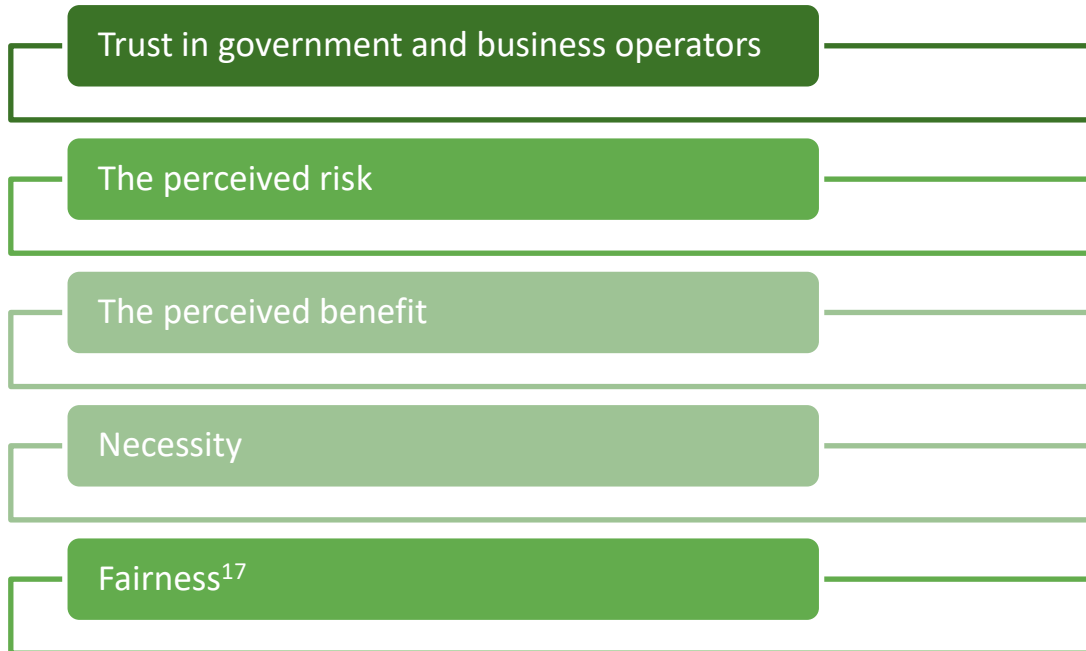 Trust in government and business operators
The perceived risk
The perceived benefit
Necessity
Fairness¹⁷